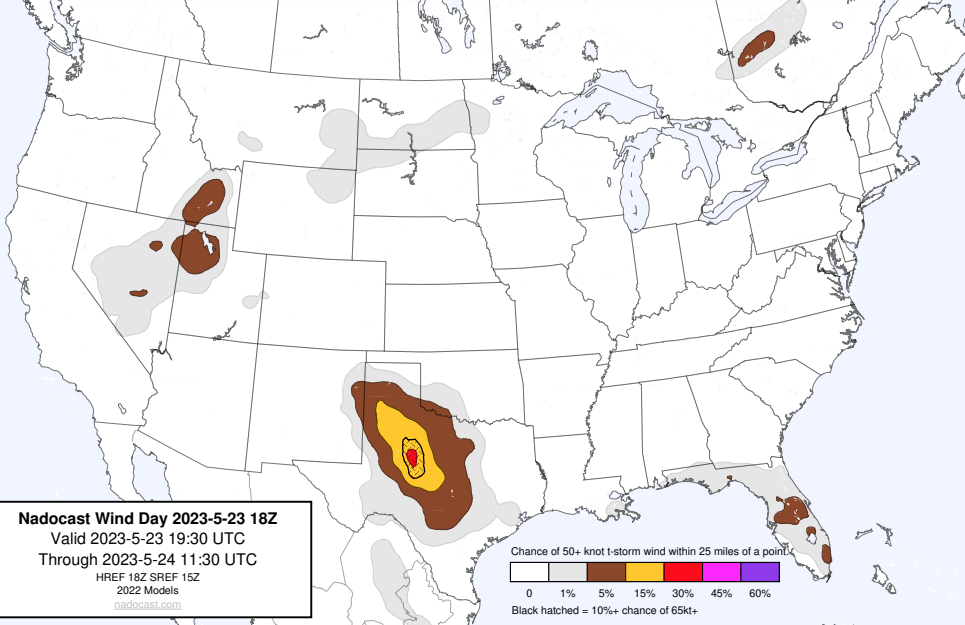 Nadocast Wind Day 2023-5-23 18Z
Valid 2023-5-23 19:30 UTC
Through 2023-5-24 11:30 UTC
HREF 18Z SREF 15Z
2022 Models
nadocast.com
Chance of 50+ knot t-storm wind within 25 miles of a point.
0 1% 5% 15% 30% 45% 60%
Black hatched = 10%+ chance of 65kt+